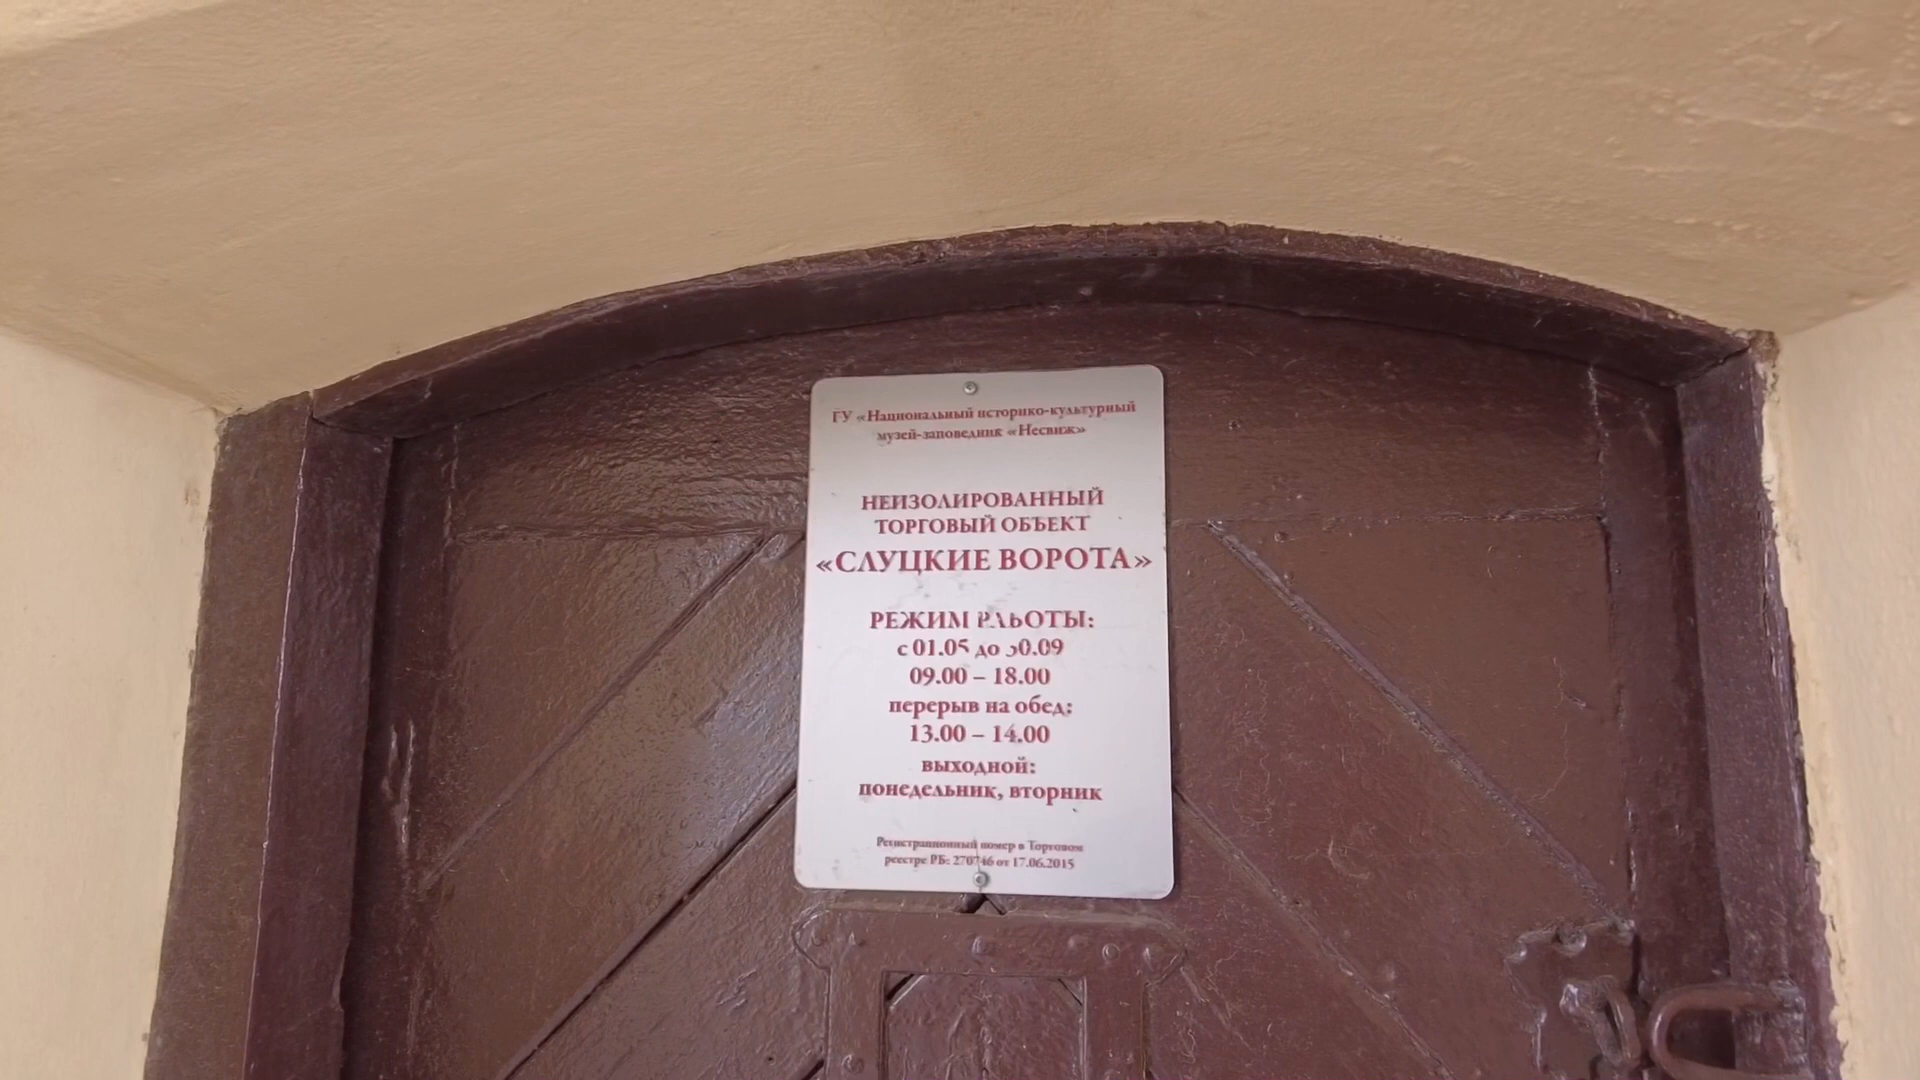 ГУ «Национальный историко-культурный
музей-заповедник «Несвиж»
НЕИЗОЛИРОВАННЫЙ
ТОРГОВЫЙ ОБЪЕКТ
«СЛУЦКИЕ ВОРОТА»
РЕЖИМ РАБОТЫ:
с 01.05 до 30.09
09.00 – 18.00
перерыв на обед:
13.00 – 14.00
выходной:
понедельник, вторник
Регистрационный номер в Торговом
реестре РБ: 270746 от 17.06.2015